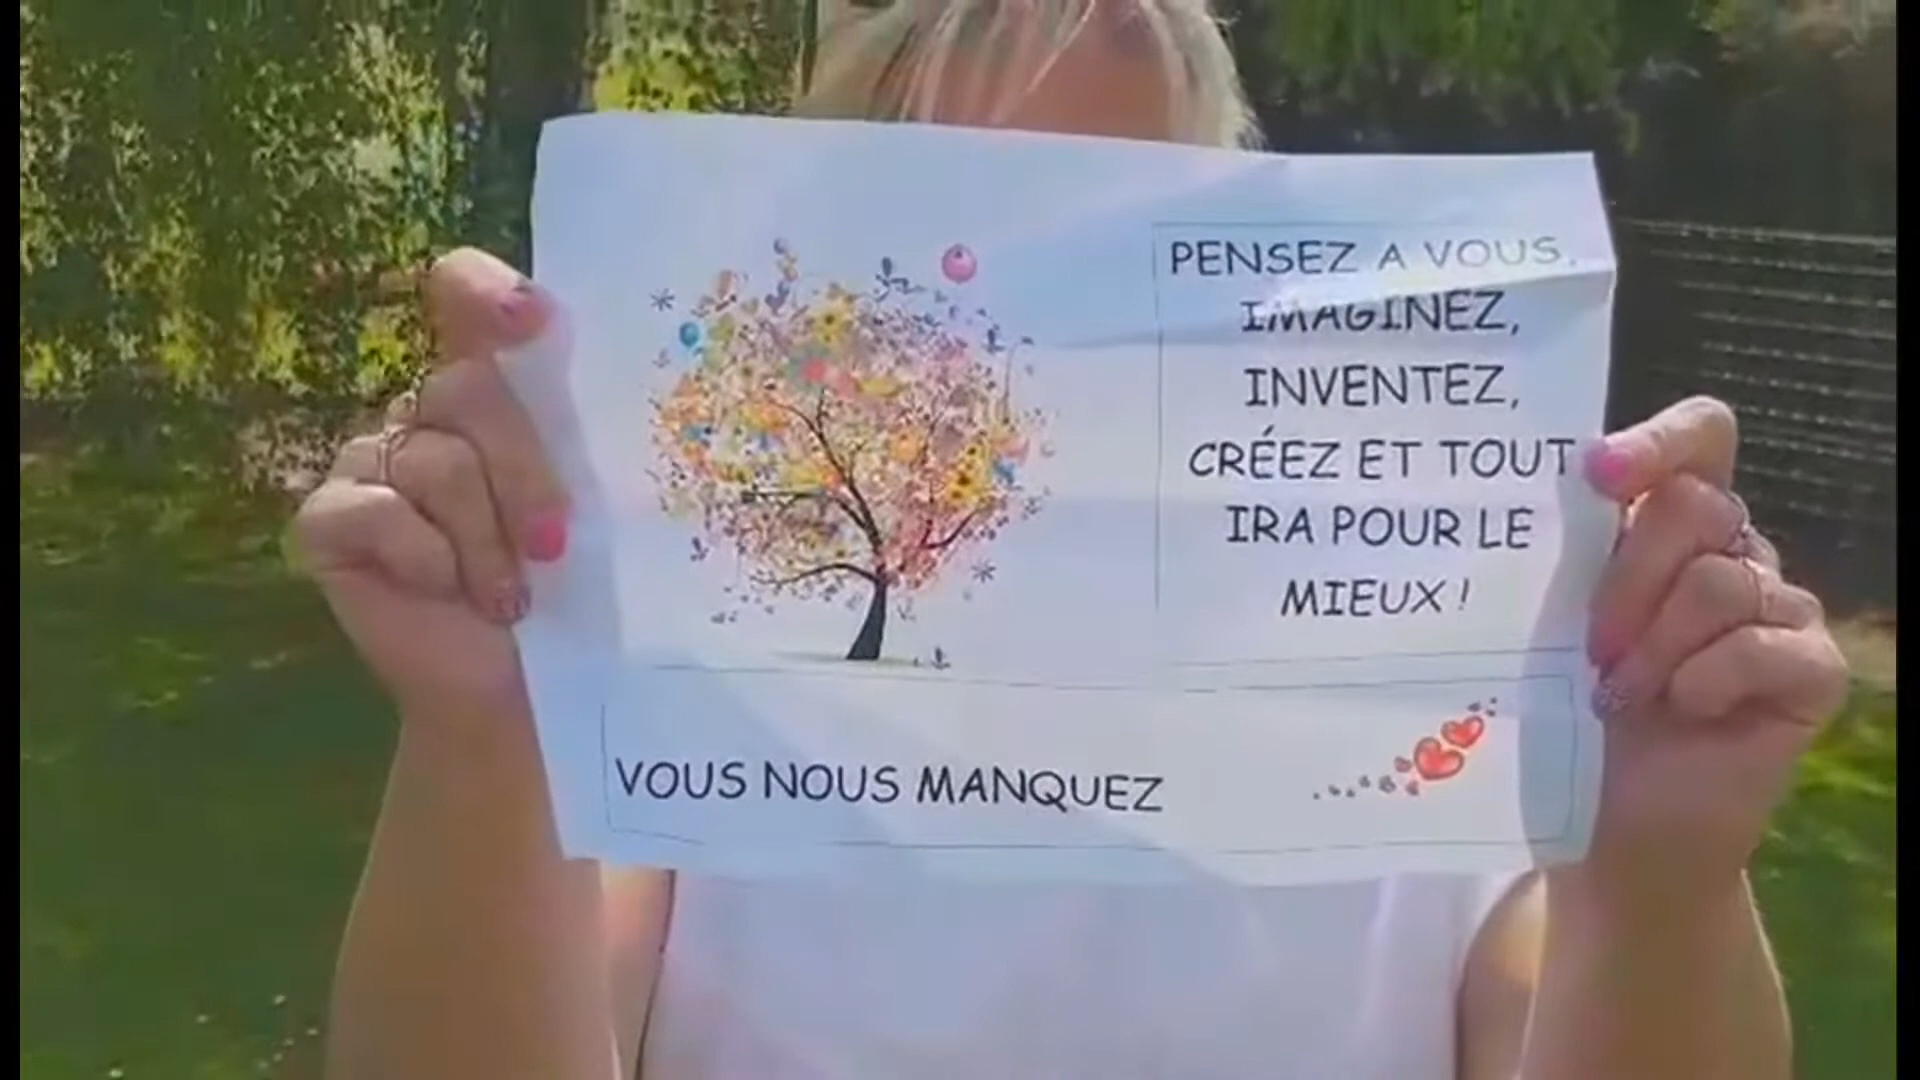 PENSEZ A VOUS,
IMAGINEZ,
INVENTEZ,
CRÉEZ ET TOUT
IRA POUR LE
MIEUX !
VOUS NOUS MANQUEZ